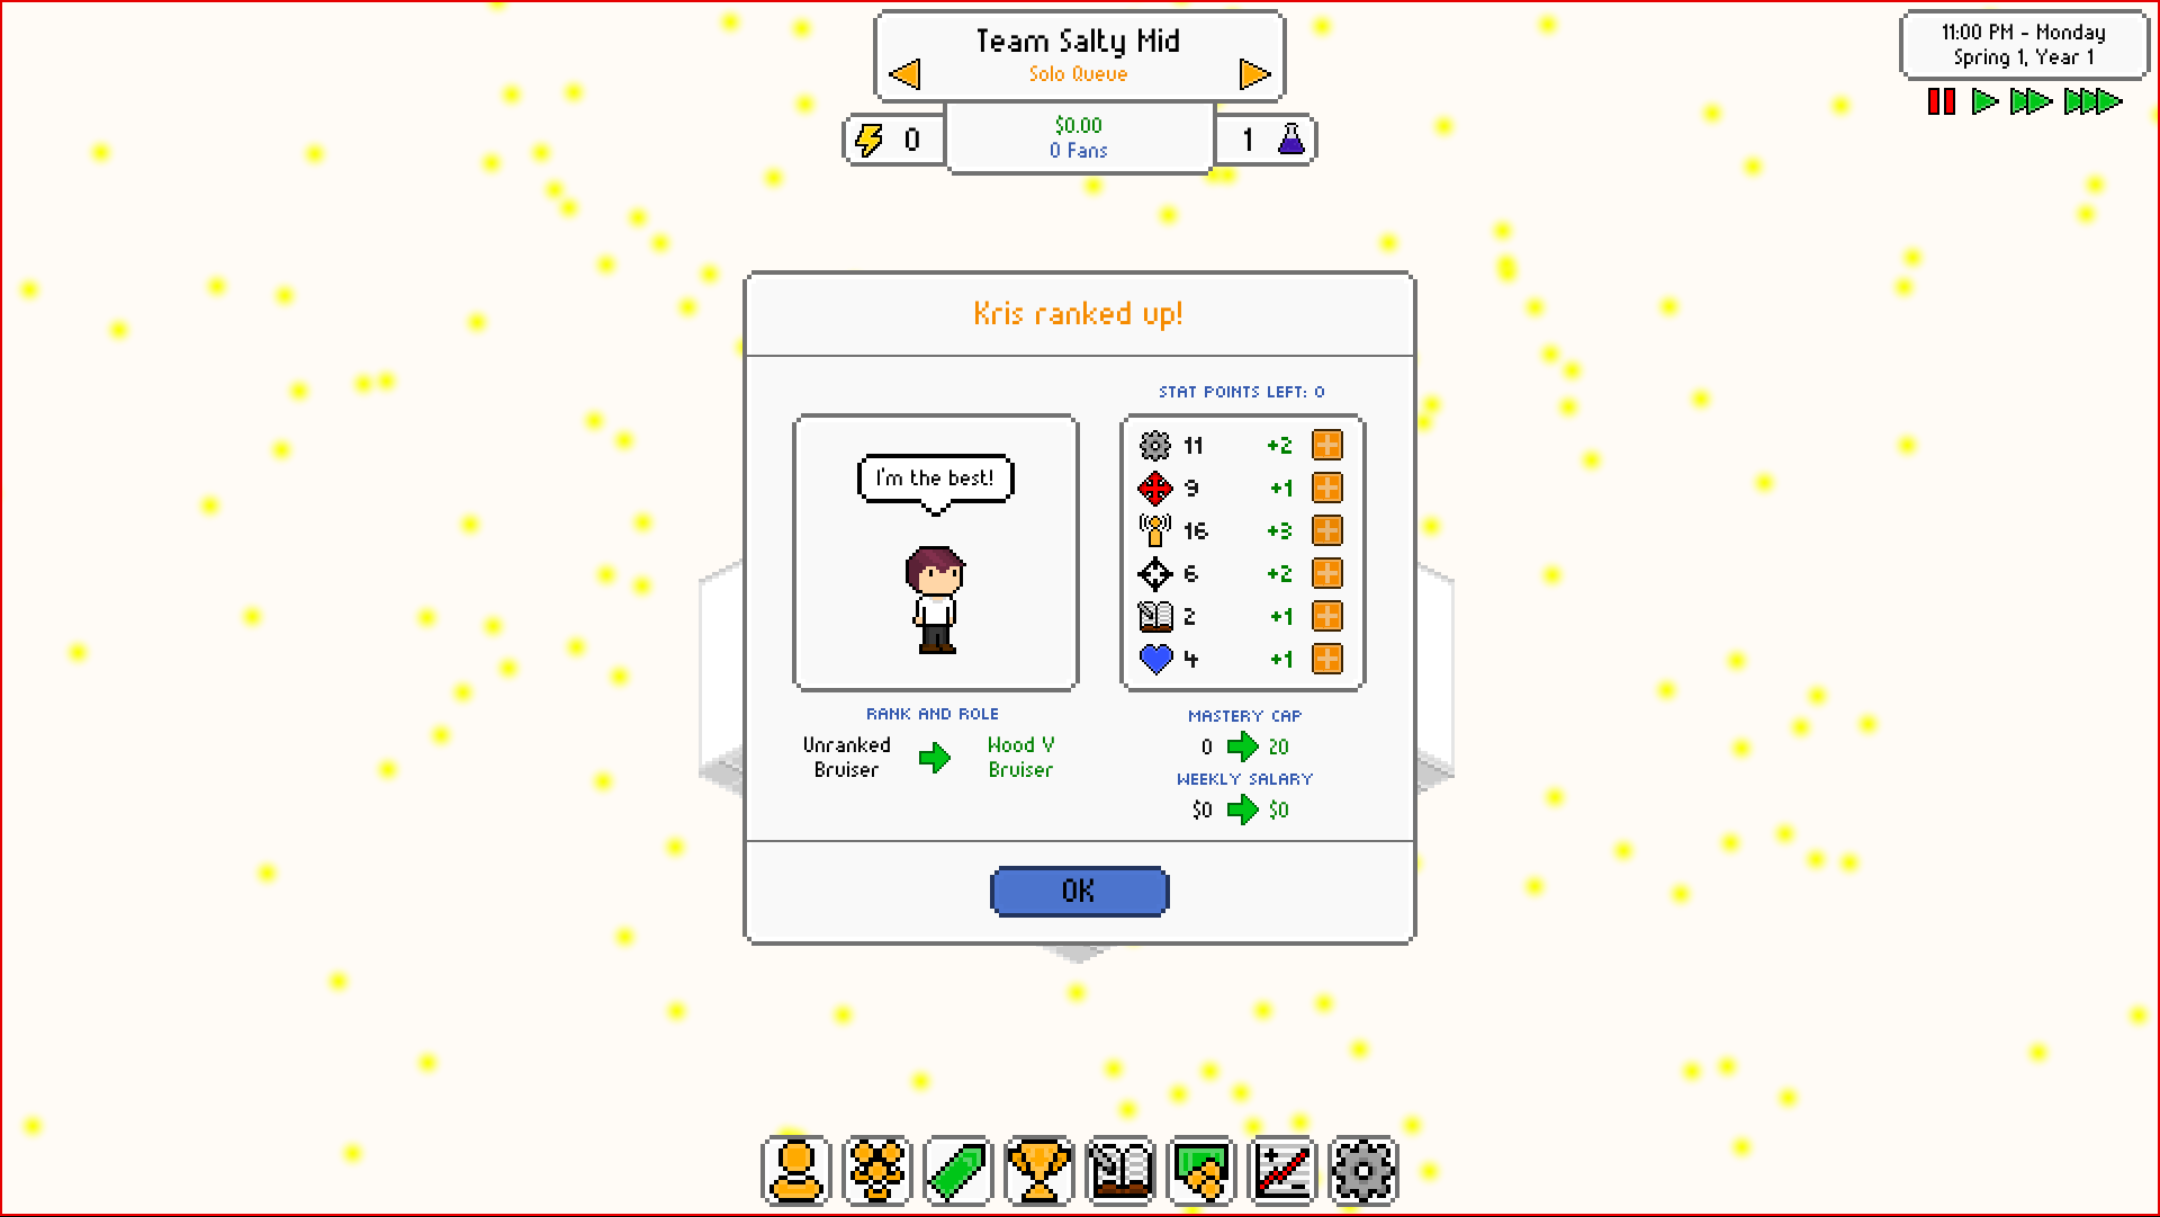 Team Salty Mid
Solo Queue
11:00 PM - Monday
Spring 1, Year 1
0
$0.00
0 Fans
1
Kris ranked up!
STAT POINTS LEFT: 0
I'm the best!
11 +2
9 +1
16 +3
6 +2
2 +1
4 +1
RANK AND ROLE
Unranked
Bruiser
Wood V
Bruiser
MASTERY CAP
0 20
WEEKLY SALARY
$0 $0
OK